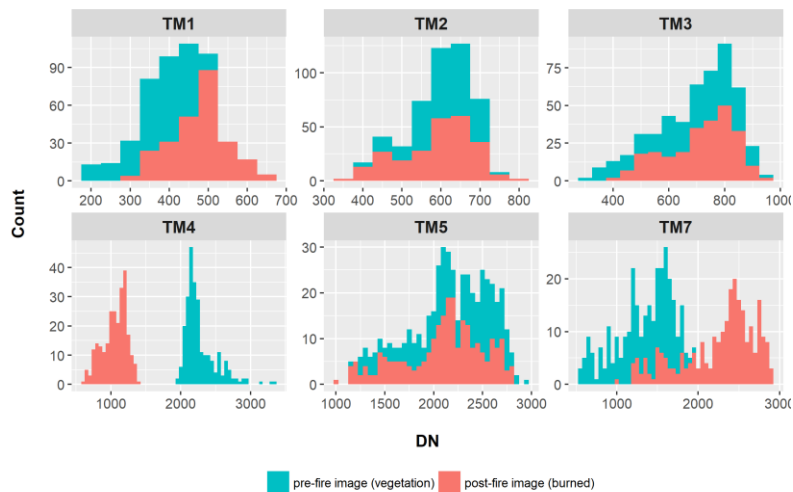 TM1 TM2 TM3
90
60
30
0
200 300 400 500 600 700
100
50
0
300 400 500 600 700 800
75
50
25
0
400 600 800 1000
Count
TM4 TM5 TM7
40
30
20
10
0
1000 2000 3000
30
20
10
0
1000 1500 2000 2500 3000
20
10
0
1000 2000 3000
DN
pre-fire image (vegetation) post-fire image (burned)